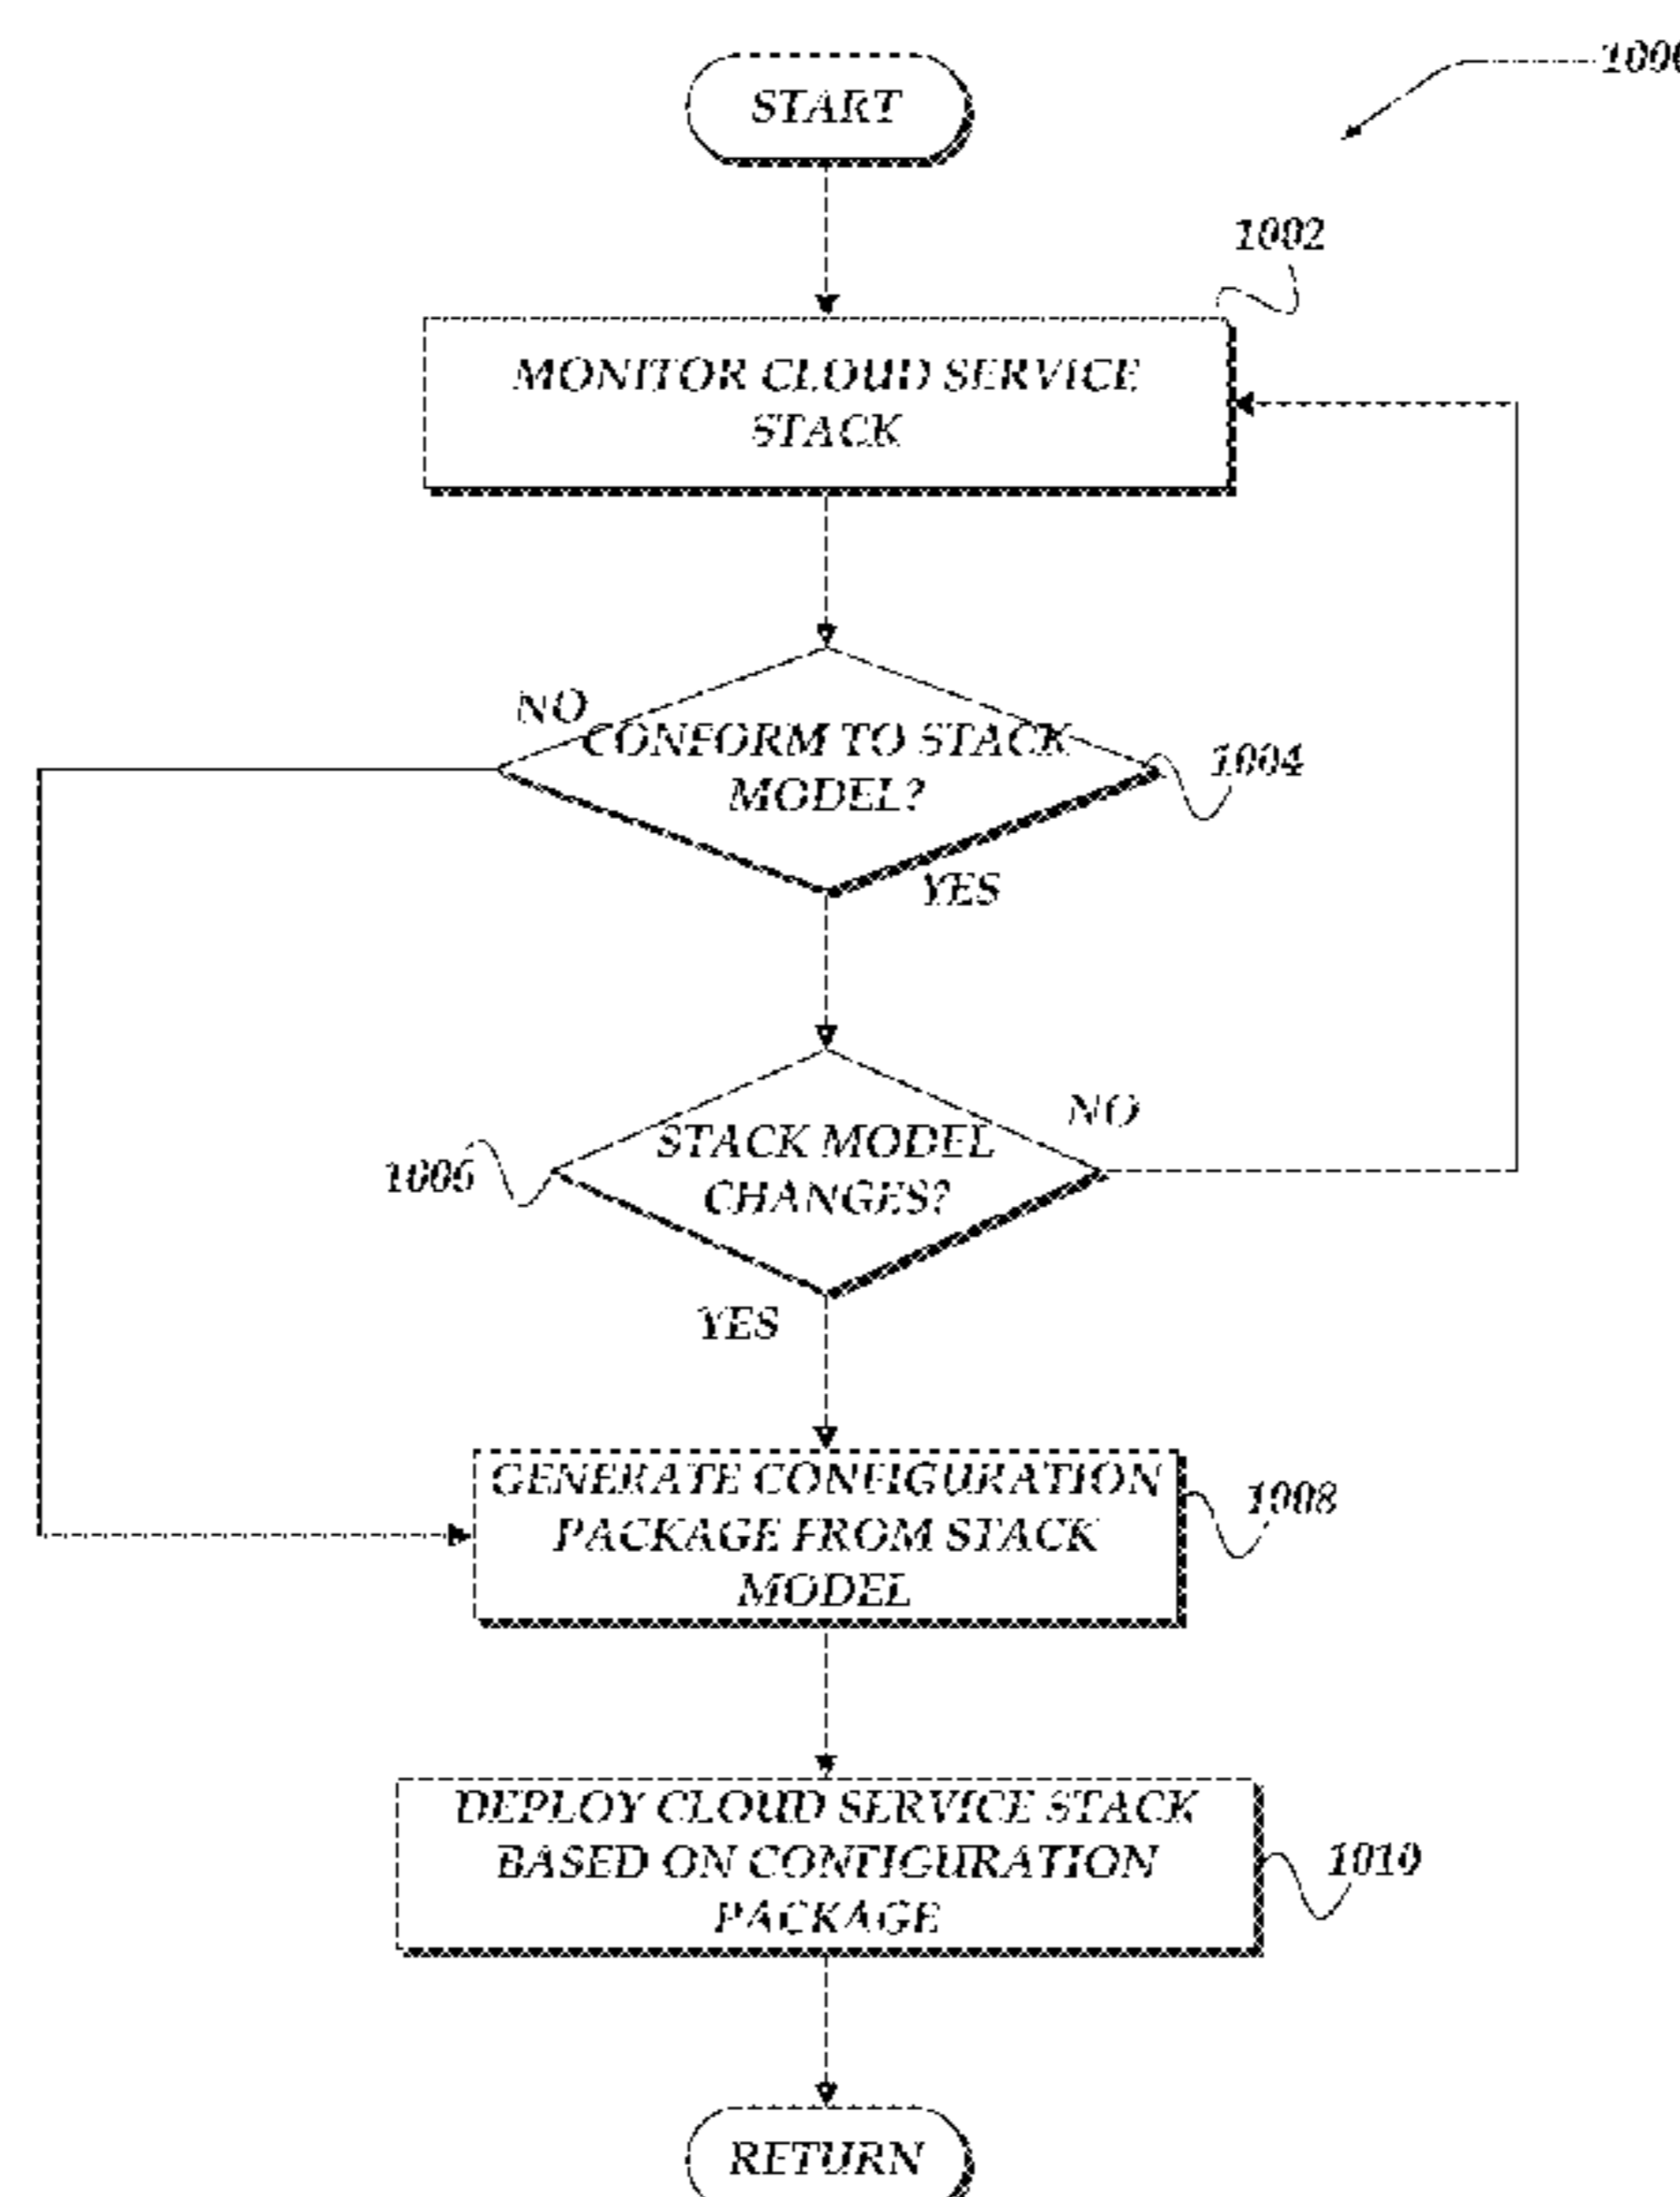 START
1000
1002
MONITOR CLOUD SERVICE
STACK
NO
CONFORM TO STACK
MODEL?
1004
YES
NO
STACK MODEL
CHANGES?
1006
YES
GENERATE CONFIGURATION
PACKAGE FROM STACK
MODEL
1008
DEPLOY CLOUD SERVICE STACK
BASED ON CONFIGURATION
PACKAGE
1010
RETURN